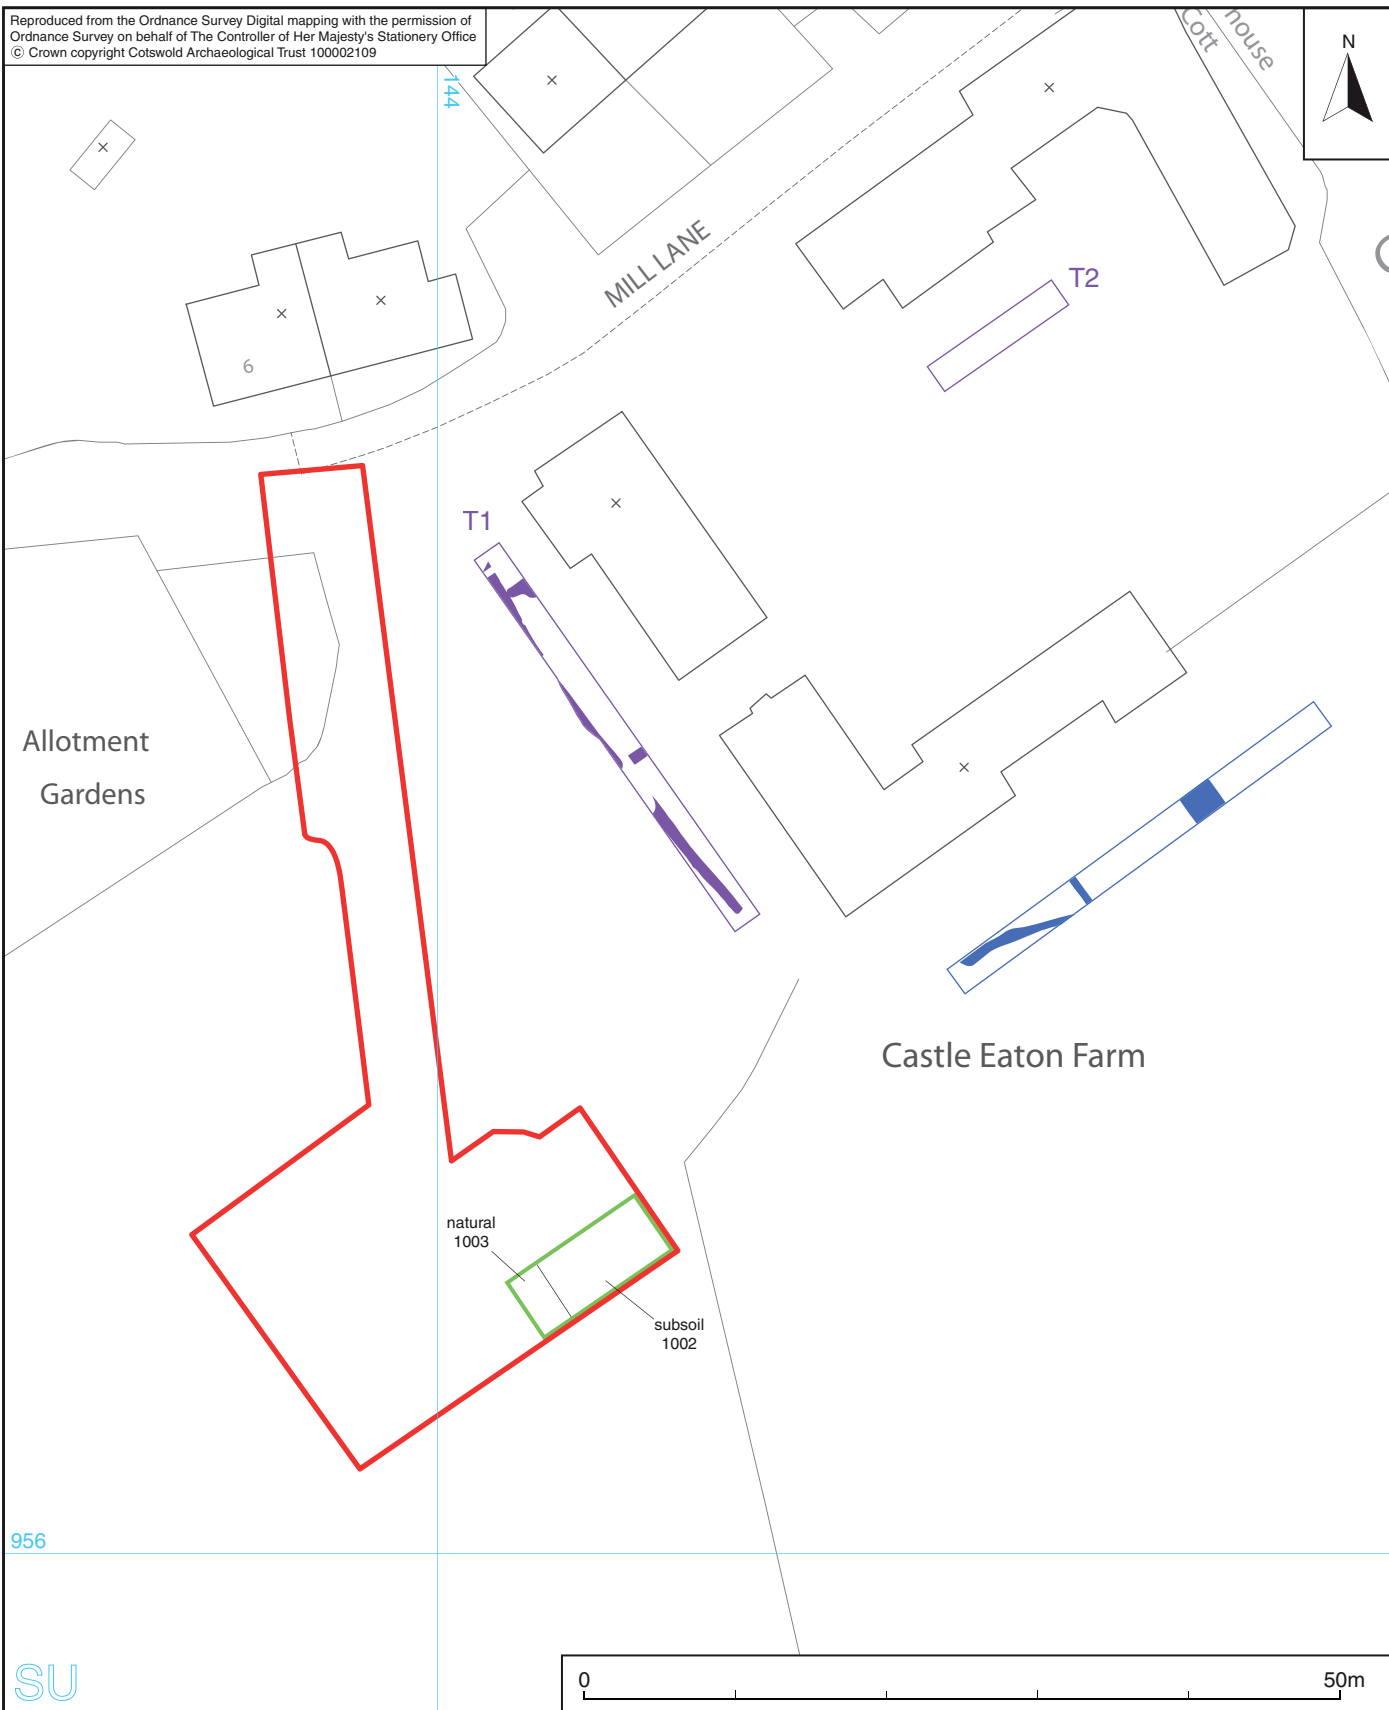 Reproduced from the Ordnance Survey Digital mapping with the permission of
Ordnance Survey on behalf of The Controller of Her Majesty's Stationery Office
© Crown copyright Cotswold Archaeological Trust 100002109
144
house
Cott
N
MILL LANE
T2
6
T1
Allotment
Gardens
Castle Eaton Farm
natural
1003
subsoil
1002
956
SU
0
50m